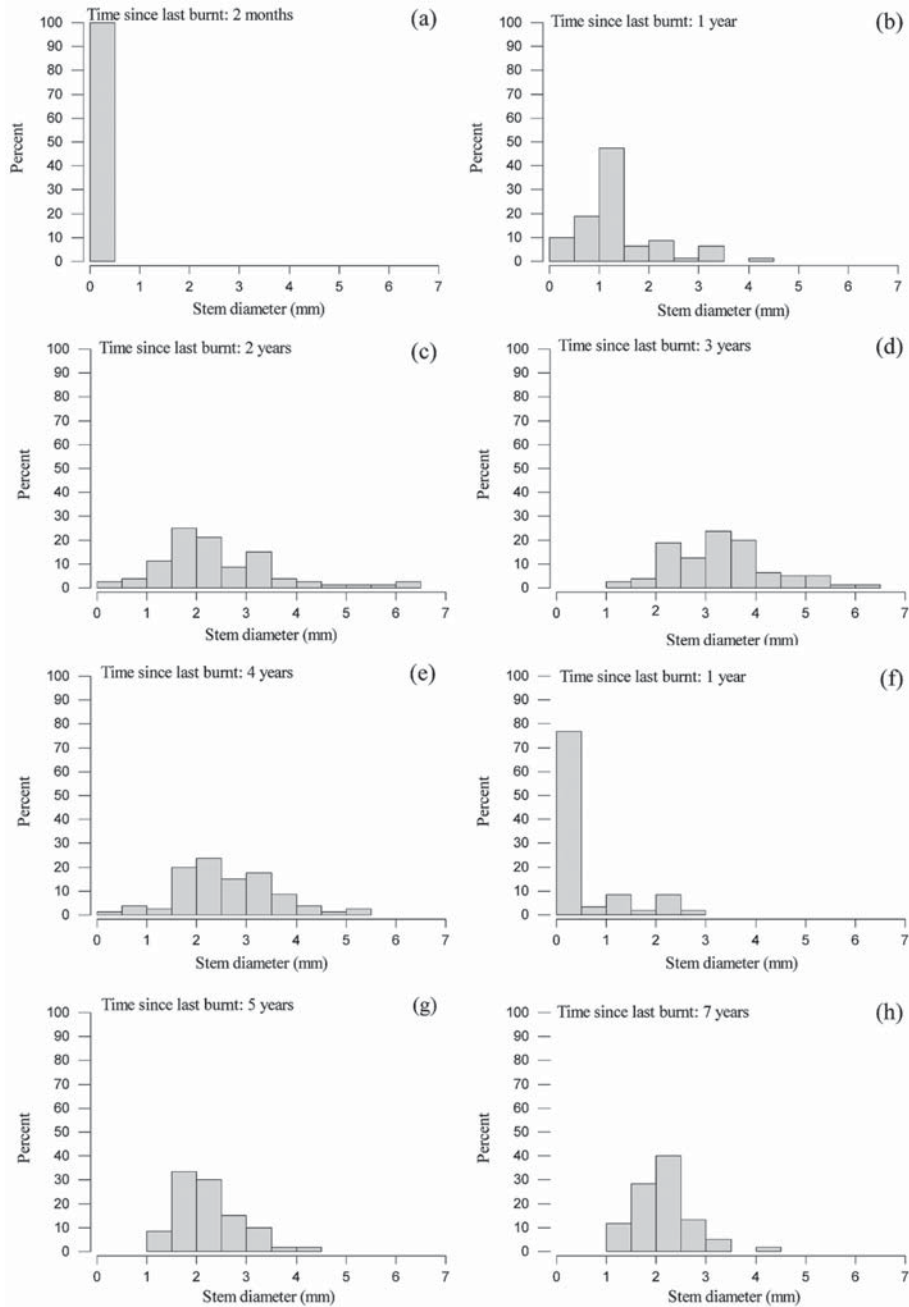 Time since last burnt: 2 months
(a)
100
90
80
70
60
50
40
30
20
10
0
Percent
0 1 2 3 4 5 6 7
Stem diameter (mm)
Time since last burnt: 1 year
(b)
100
90
80
70
60
50
40
30
20
10
0
Percent
0 1 2 3 4 5 6 7
Stem diameter (mm)
Time since last burnt: 2 years
(c)
100
90
80
70
60
50
40
30
20
10
0
Percent
0 1 2 3 4 5 6 7
Stem diameter (mm)
Time since last burnt: 3 years
(d)
100
90
80
70
60
50
40
30
20
10
0
Percent
0 1 2 3 4 5 6 7
Stem diameter (mm)
Time since last burnt: 4 years
(e)
100
90
80
70
60
50
40
30
20
10
0
Percent
0 1 2 3 4 5 6 7
Stem diameter (mm)
Time since last burnt: 1 year
(f)
100
90
80
70
60
50
40
30
20
10
0
Percent
0 1 2 3 4 5 6 7
Stem diameter (mm)
Time since last burnt: 5 years
(g)
100
90
80
70
60
50
40
30
20
10
0
Percent
0 1 2 3 4 5 6 7
Stem diameter (mm)
Time since last burnt: 7 years
(h)
100
90
80
70
60
50
40
30
20
10
0
Percent
0 1 2 3 4 5 6 7
Stem diameter (mm)